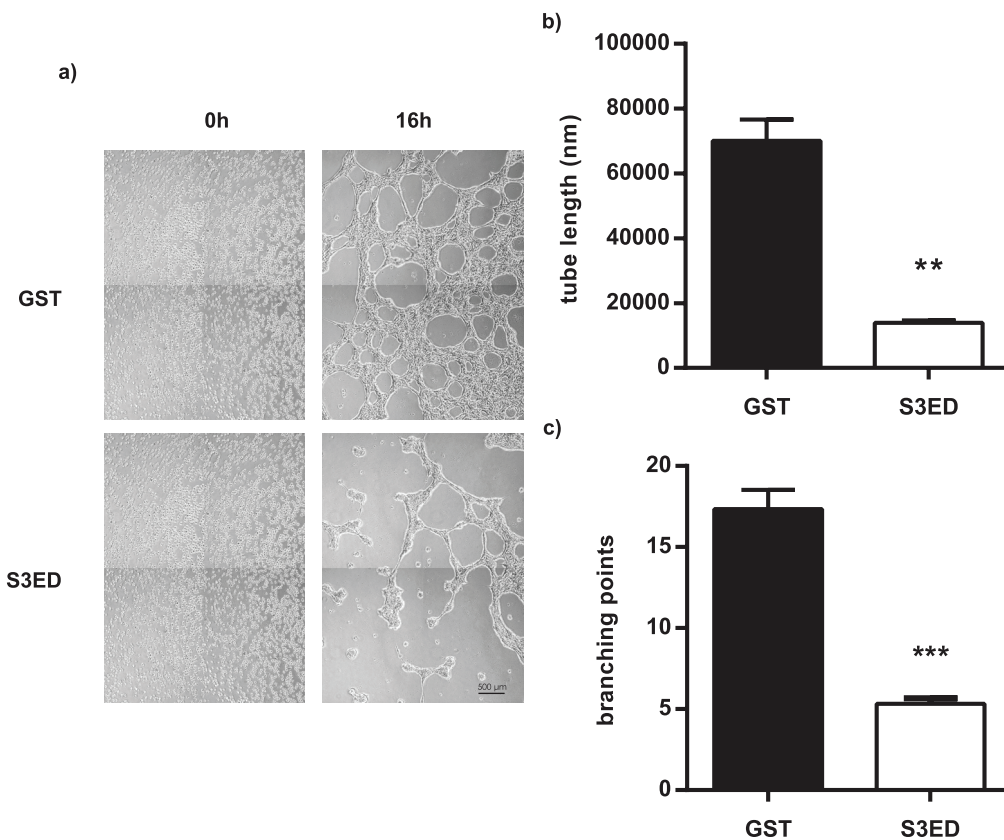 a)
0h
16h
GST
S3ED
500 µm
b)
tube length (nm)
100000
80000
60000
40000
20000
0
**
GST
S3ED
c)
branching points
20
15
10
5
0
***
GST
S3ED